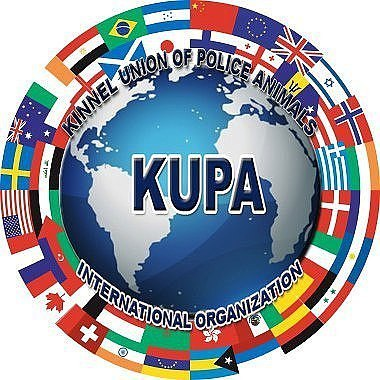 KINNEL UNION OF POLICE ANIMALS
KUPA
INTERNATIONAL ORGANIZATION